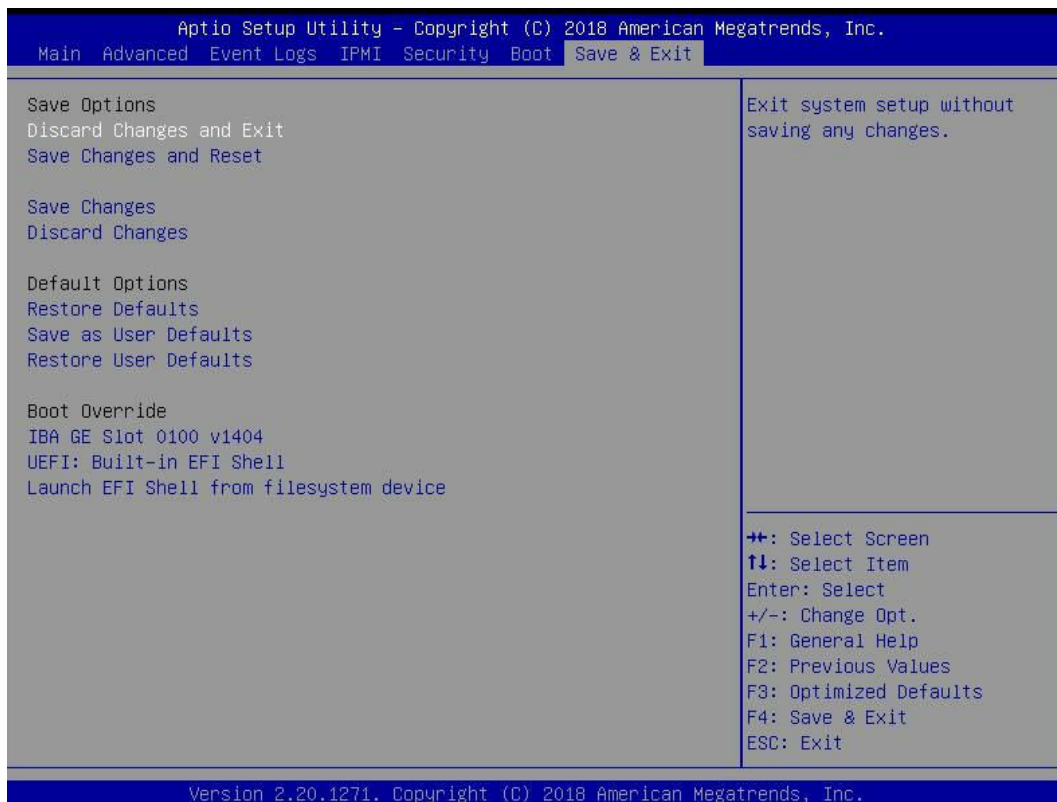 Aptio Setup Utility – Copyright (C) 2018 American Megatrends, Inc.
Main Advanced Event Logs IPMI Security Boot Save & Exit
Save Options
Discard Changes and Exit
Save Changes and Reset
Save Changes
Discard Changes
Default Options
Restore Defaults
Save as User Defaults
Restore User Defaults
Boot Override
IBA GE Slot 0100 v1404
UEFI: Built-in EFI Shell
Launch EFI Shell from filesystem device
Exit system setup without
saving any changes.
→←: Select Screen
↑↓: Select Item
Enter: Select
+/-: Change Opt.
F1: General Help
F2: Previous Values
F3: Optimized Defaults
F4: Save & Exit
ESC: Exit
Version 2.20.1271. Copyright (C) 2018 American Megatrends, Inc.